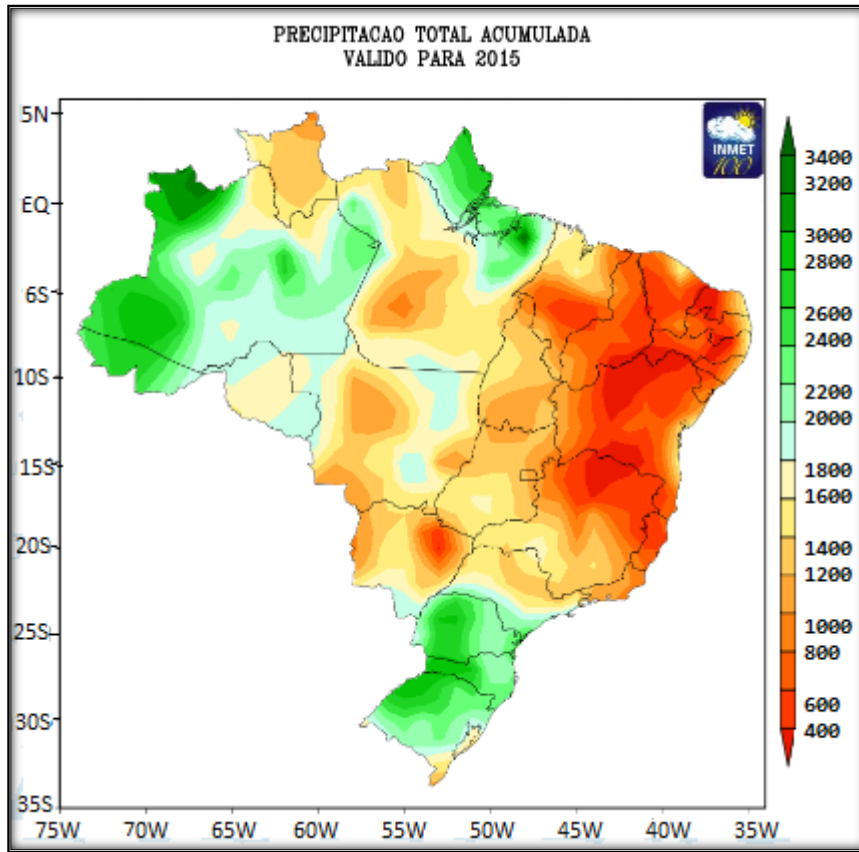 PRECIPITACAO TOTAL ACUMULADA
VALIDO PARA 2015
INMET
100
5N
EQ
6S
10S
15S
20S
25S
30S
35S
75W 70W 65W 60W 55W 50W 45W 40W 35W
3400
3200
3000
2800
2600
2400
2200
2000
1800
1600
1400
1200
1000
800
600
400